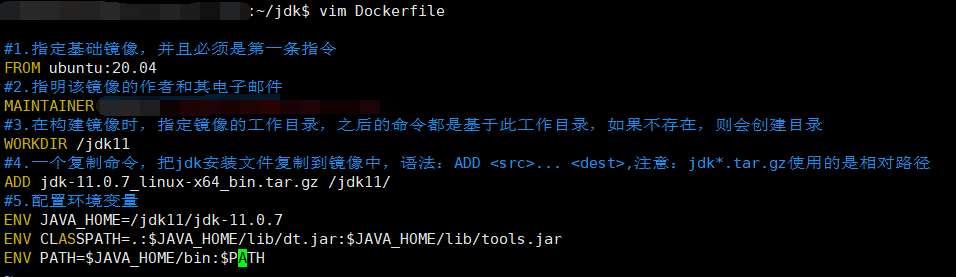 :~/jdk$ vim Dockerfile
#1.指定基础镜像，并且必须是第一条指令
FROM ubuntu:20.04
#2.指明该镜像的作者和其电子邮件
MAINTAINER
#3.在构建镜像时，指定镜像的工作目录，之后的命令都是基于此工作目录，如果不存在，则会创建目录
WORKDIR /jdk11
#4.一个复制命令，把jdk安装文件复制到镜像中，语法：ADD <src>... <dest>,注意：jdk*.tar.gz使用的是相对路径
ADD jdk-11.0.7_linux-x64_bin.tar.gz /jdk11/
#5.配置环境变量
ENV JAVA_HOME=/jdk11/jdk-11.0.7
ENV CLASSPATH=.:$JAVA_HOME/lib/dt.jar:$JAVA_HOME/lib/tools.jar
ENV PATH=$JAVA_HOME/bin:$PATH